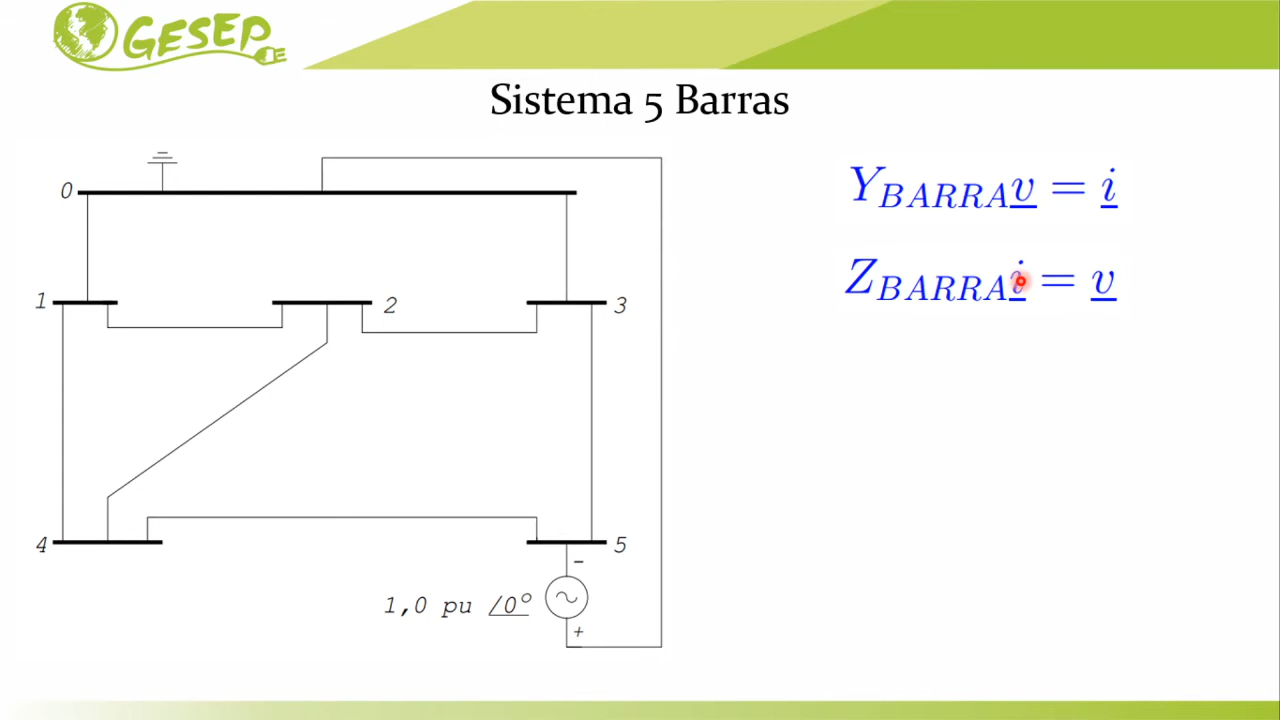 GESEP
Sistema 5 Barras
0
1
2
3
4
5
-
1,0 pu /0°
+
Y_BARRA v = i
Z_BARRA i = v